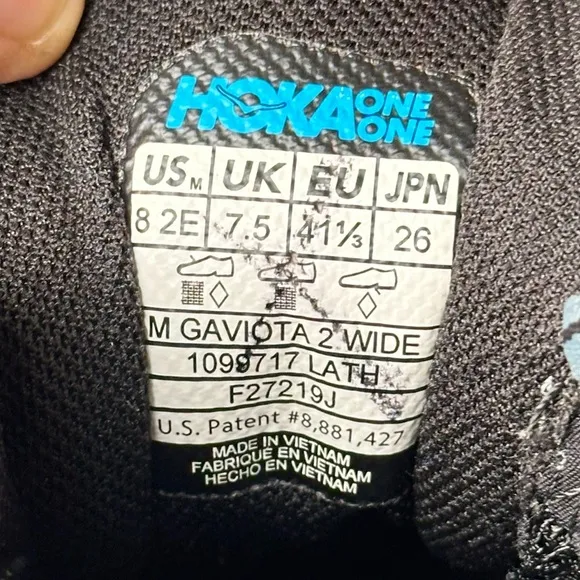 HOKA ONE ONE
US M UK EU JPN
8 2E 7.5 41⅓ 26
M GAVIOTA 2 WIDE
1099717 LATH
F27219J
U.S. Patent #8,881,427
MADE IN VIETNAM
FABRIQUE EN VIETNAM
HECHO EN VIETNAM